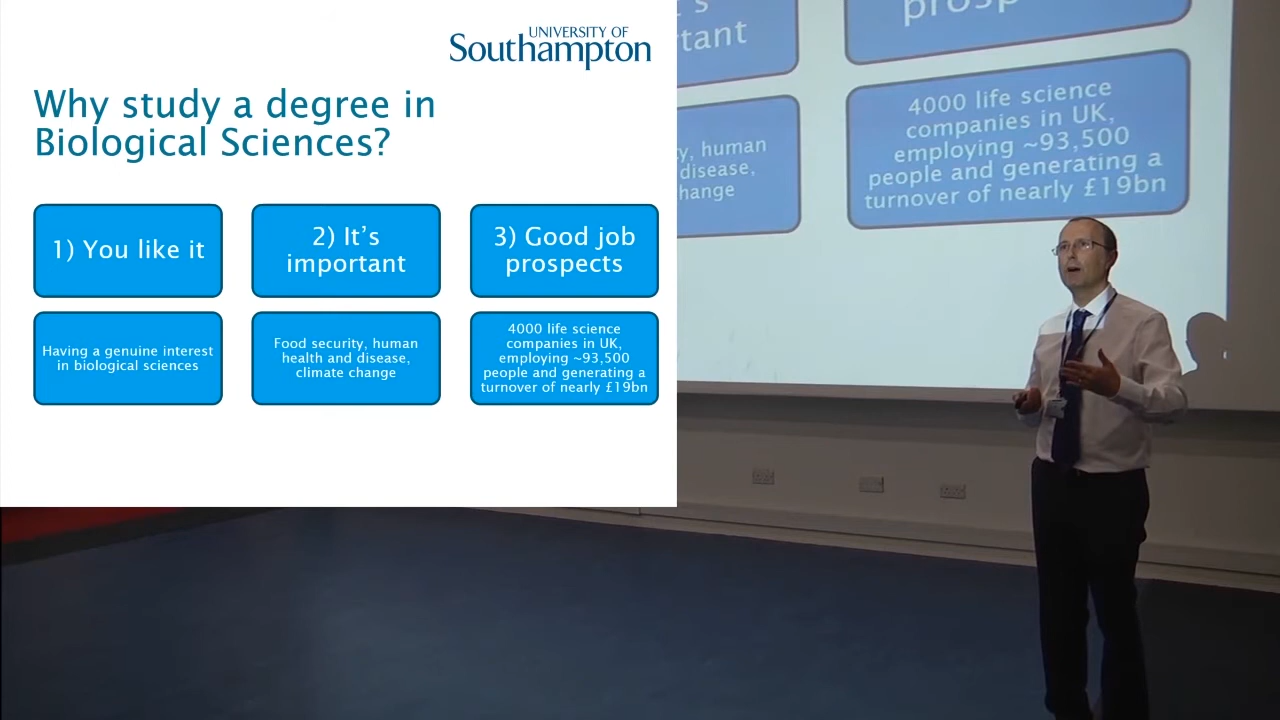 UNIVERSITY OF
Southampton
Why study a degree in
Biological Sciences?
1) You like it
2) It's
important
3) Good job
prospects
Having a genuine interest
in biological sciences
Food security, human
health and disease,
climate change
4000 life science
companies in UK,
employing ~93,500
people and generating a
turnover of nearly £19bn
human
disease,
4000 life science
companies in UK,
employing ~93,500
people and generating a
turnover of nearly £19bn